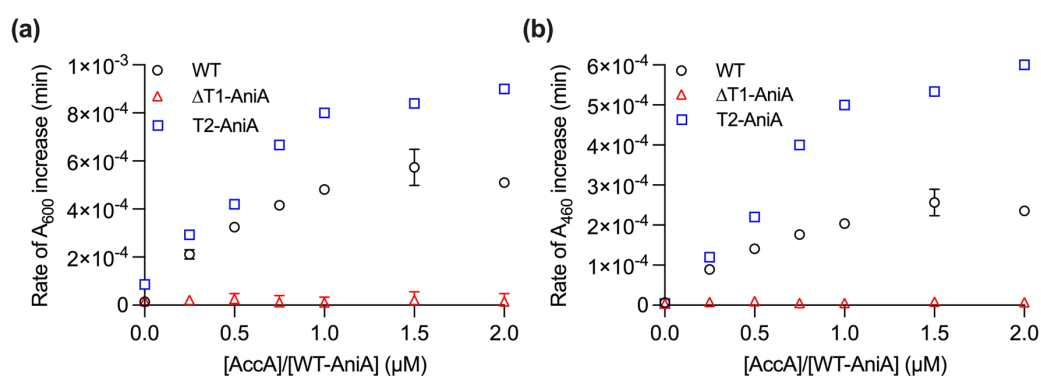 (a)
Rate of A600 increase (min)
1×10-3
8×10-4
6×10-4
4×10-4
2×10-4
0
WT
ΔT1-AniA
T2-AniA
0.0 0.5 1.0 1.5 2.0
[AccA]/[WT-AniA] (µM)
(b)
Rate of A460 increase (min)
6×10-4
5×10-4
4×10-4
3×10-4
2×10-4
1×10-4
0
WT
ΔT1-AniA
T2-AniA
0.0 0.5 1.0 1.5 2.0
[AccA]/[WT-AniA] (µM)